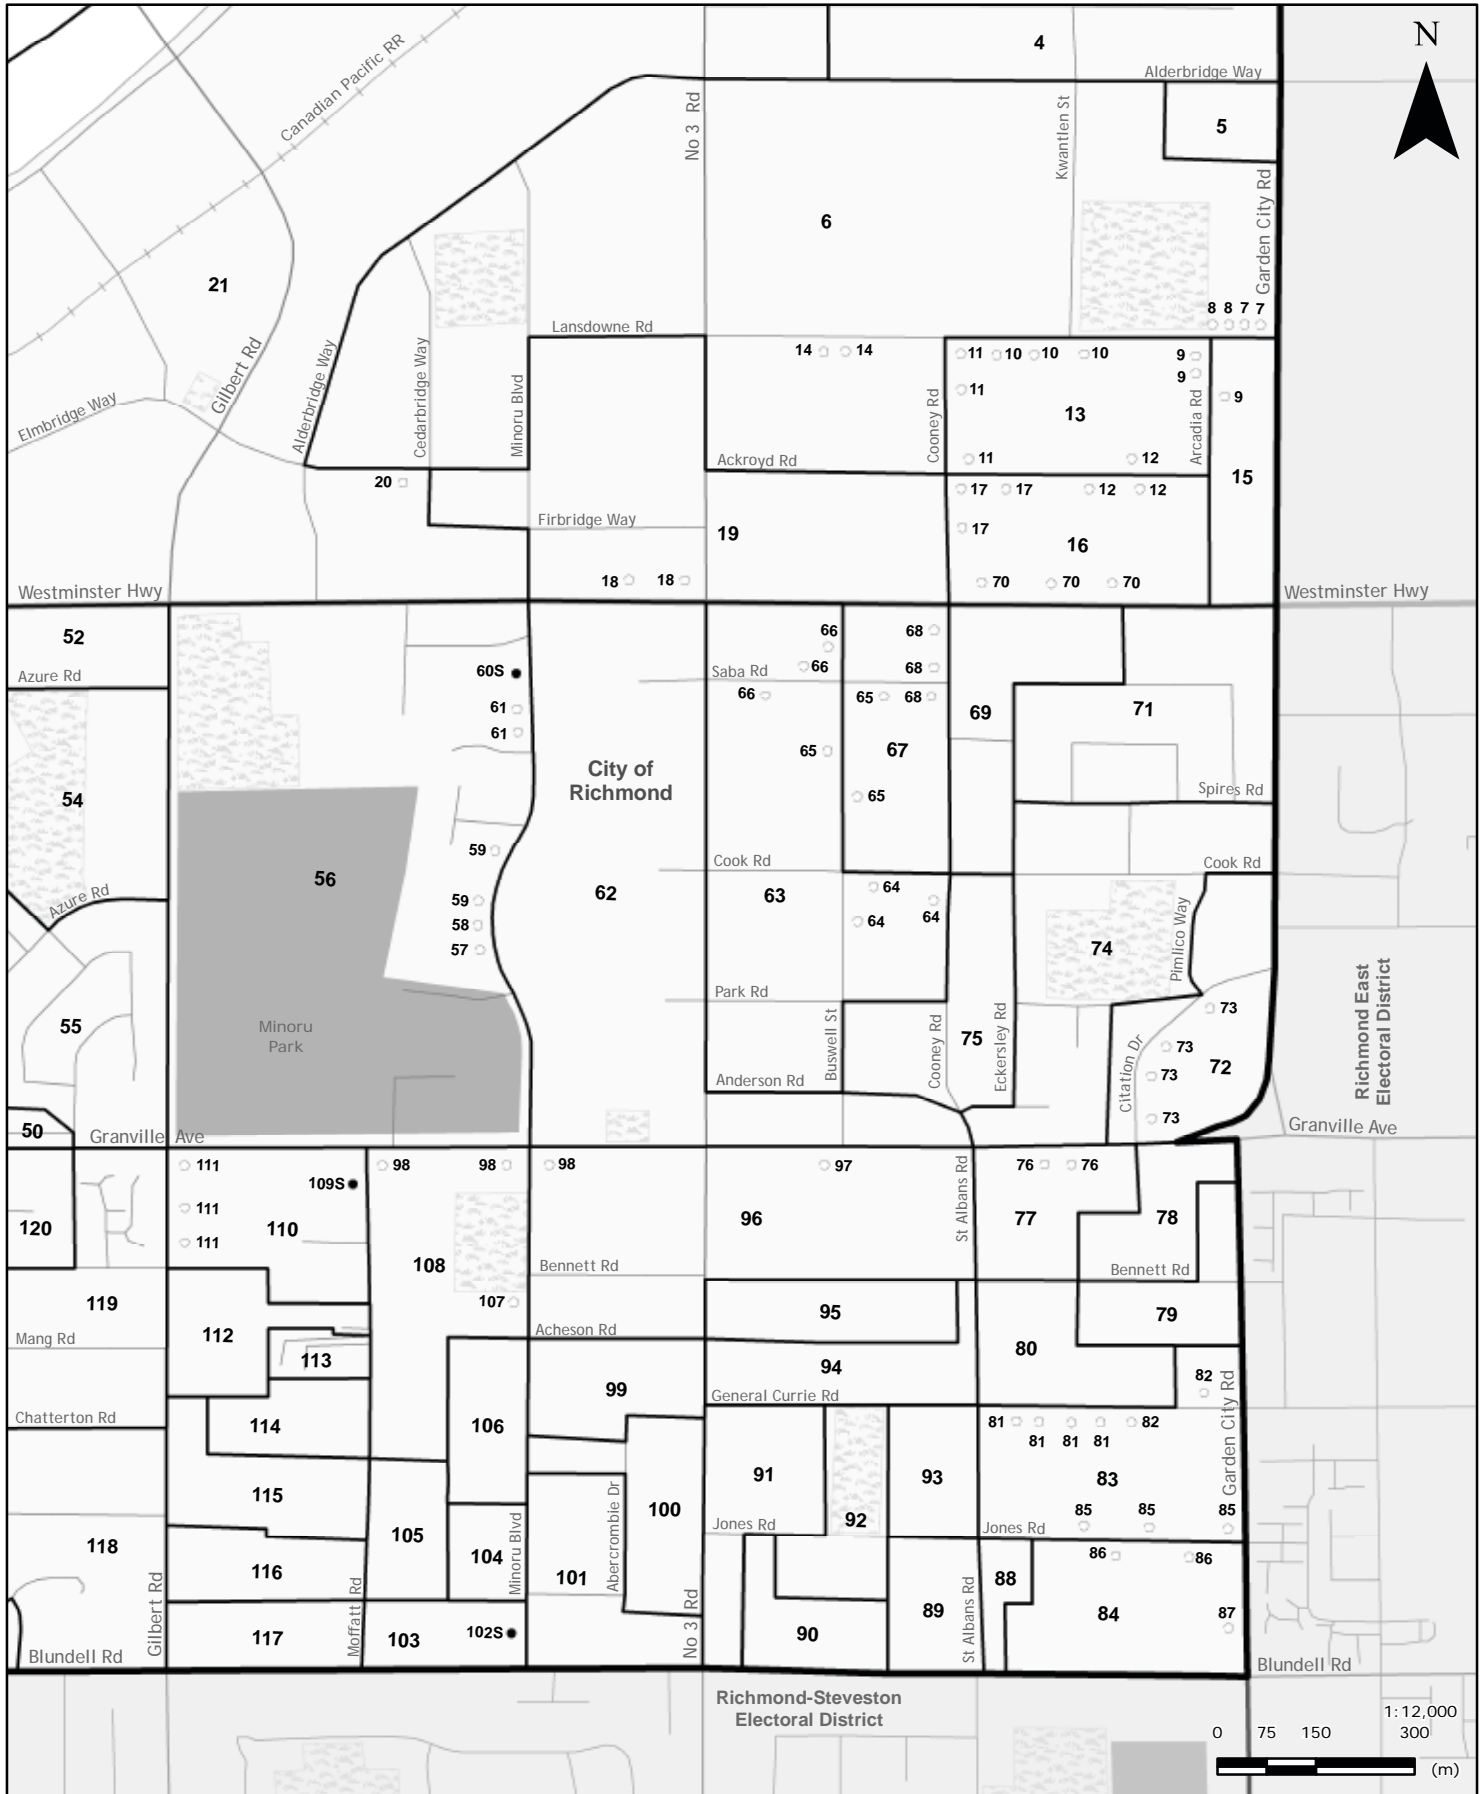 N
4
Alderbridge Way
Canadian Pacific RR
No 3 Rd
Kwantlen St
5
Garden City Rd
6
21
8 8 7 7
Lansdowne Rd
14 14
11 10 10 10 9
9
11
9
13
Gilbert Rd
Alderbridge Way
Cedarbridge Way
Minoru Blvd
Cooney Rd
Arcadia Rd
Elmbridge Way
11 12
Ackroyd Rd
15
20
17 17 12 12
Firbridge Way
17
19
16
18 18
70 70 70
Westminster Hwy
Westminster Hwy
52
66 68
60S
Saba Rd
66 68
Azure Rd
66 65 68
61
69
71
61
65
67
City of
Richmond
54
65
Spires Rd
59
Cook Rd
Cook Rd
56
62
63
64
Azure Rd
59
64 64
58
57
74
Pimlico Way
Park Rd
73
55
Minoru
Park
Buswell St
Cooney Rd
75
Eckersley Rd
Citation Dr
73
72
73
Richmond East
Electoral District
Anderson Rd
73
50
Granville Ave
Granville Ave
111
98 98 98
97
76 76
109S
St Albans Rd
111
120
110
96
77
78
111
108
Bennett Rd
Bennett Rd
119
107
95
79
Mang Rd
112
Acheson Rd
80
113
94
82
99
General Currie Rd
Chatterton Rd
114
106
81 82
81 81 81
Garden City Rd
91
93
83
115
100
85 85 85
92
Jones Rd
Jones Rd
105
118
104
Minoru Blvd
Abercrombie Dr
86 86
116
101
88
Gilbert Rd
Moffatt Rd
No 3 Rd
89
St Albans Rd
84
87
117
103
102S
90
Blundell Rd
Blundell Rd
Richmond-Steveston
Electoral District
1:12,000
0 75 150 300
(m)